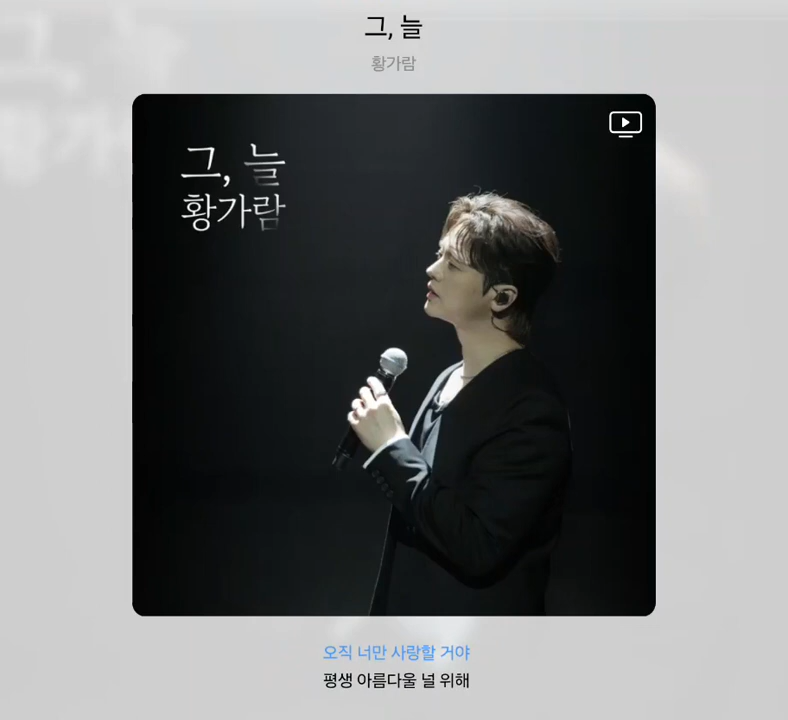 그, 늘
황가람
그, 늘
황가람
오직 너만 사랑할 거야
평생 아름다울 널 위해